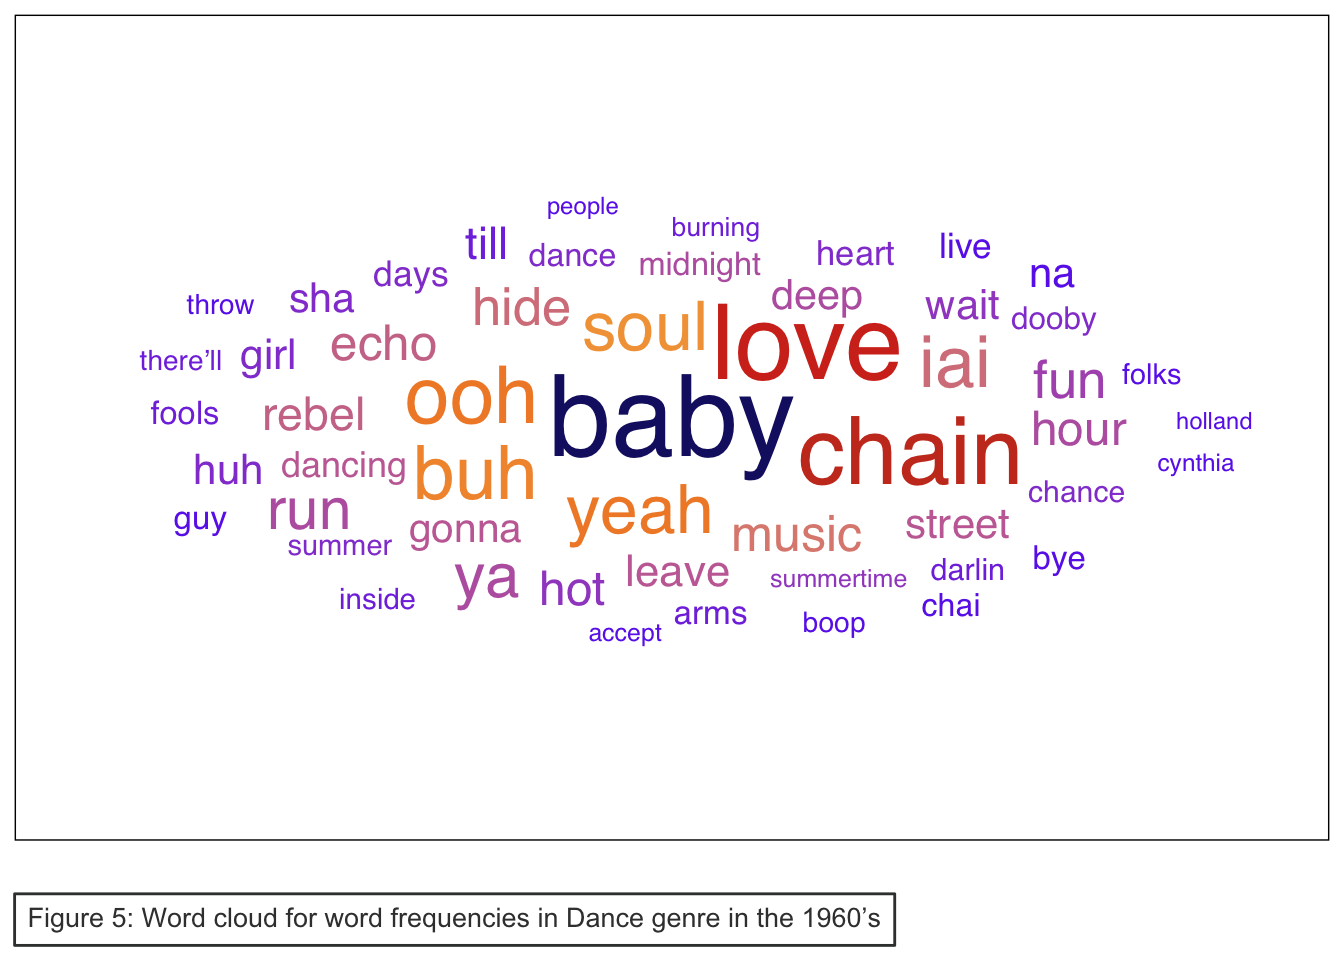 people
burning
till
dance
midnight
heart
live
days
na
throw
sha
hide
soul
deep
love
wait
dooby
there’ll
girl
echo
iai
fun
folks
fools
rebel
ooh
baby
chain
hour
holland
huh
dancing
buh
cynthia
guy
run
gonna
yeah
music
street
chance
summer
ya
hot
leave
summertime
darlin
bye
inside
accept
arms
boop
chai
Figure 5: Word cloud for word frequencies in Dance genre in the 1960’s